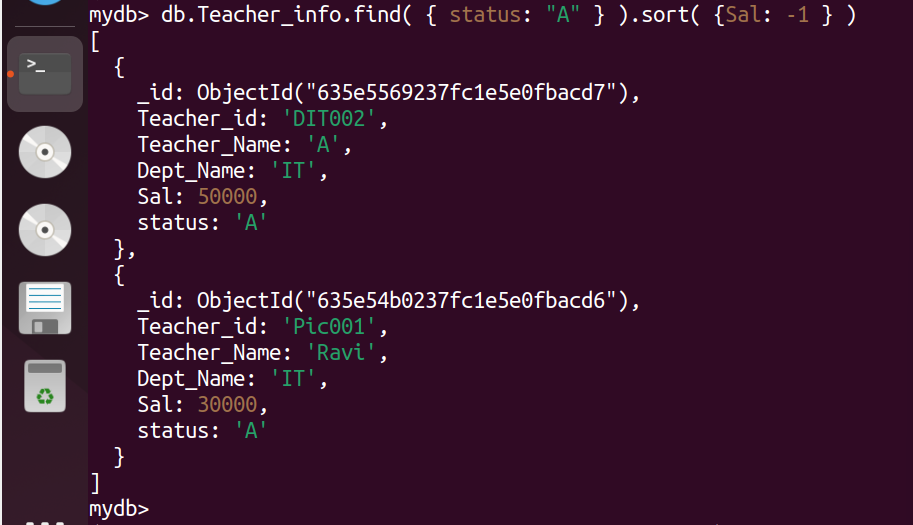 mydb> db.Teacher_info.find( { status: "A" } ).sort( {Sal: -1 } )
[
  {
    _id: ObjectId("635e5569237fc1e5e0fbacd7"),
    Teacher_id: 'DIT002',
    Teacher_Name: 'A',
    Dept_Name: 'IT',
    Sal: 50000,
    status: 'A'
  },
  {
    _id: ObjectId("635e54b0237fc1e5e0fbacd6"),
    Teacher_id: 'Pic001',
    Teacher_Name: 'Ravi',
    Dept_Name: 'IT',
    Sal: 30000,
    status: 'A'
  }
]
mydb>
>_